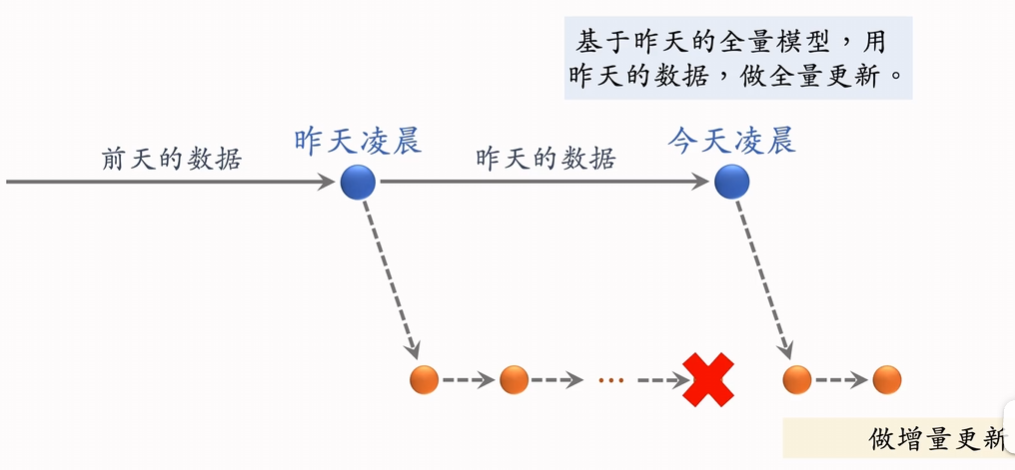 基于昨天的全量模型，用
昨天的数据，做全量更新。
昨天凌晨
今天凌晨
前天的数据
昨天的数据
...
做增量更新